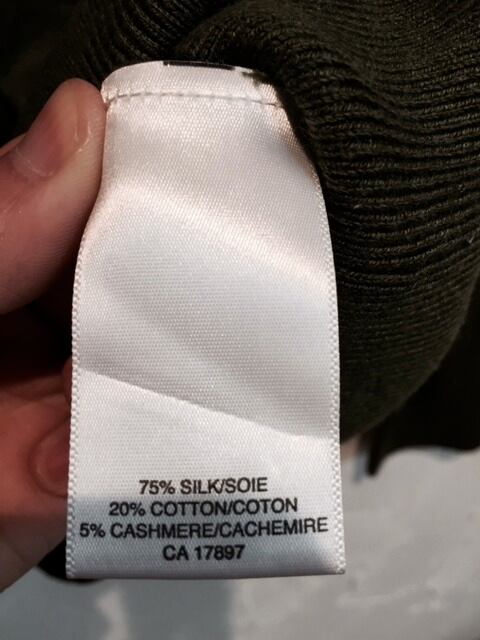 75% SILK/SOIE
20% COTTON/COTON
5% CASHMERE/CACHEMIRE
CA 17897